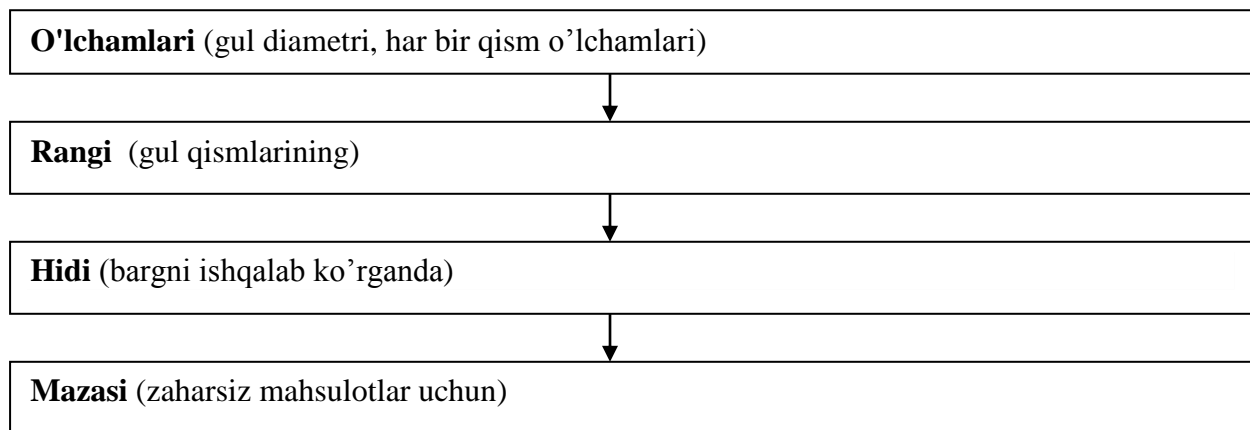 O'lchamlari (gul diametri, har bir qism o’lchamlari)
Rangi (gul qismlarining)
Hidi (bargni ishqalab ko’rganda)
Mazasi (zaharsiz mahsulotlar uchun)